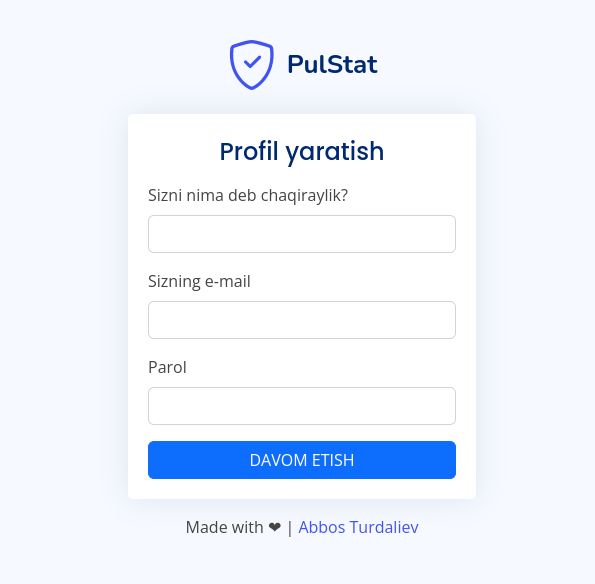 PulStat
Profil yaratish
Sizni nima deb chaqiraylik?
Sizning e-mail
Parol
DAVOM ETISH
Made with ❤ | Abbos Turdaliev